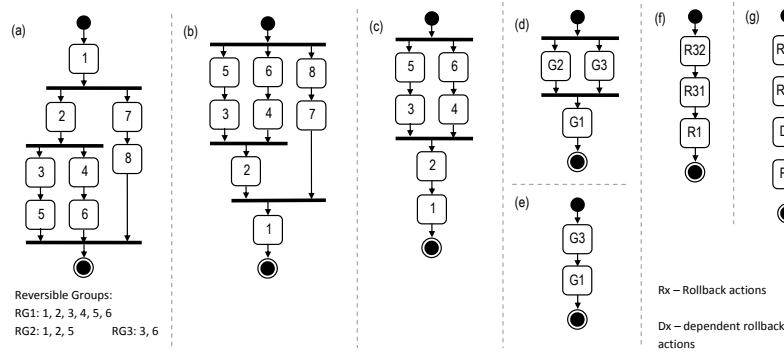 (a)
1
2
7
3
4
8
5
6
Reversible Groups:
RG1: 1, 2, 3, 4, 5, 6
RG2: 1, 2, 5
RG3: 3, 6
(b)
5
6
8
3
4
7
2
1
(c)
5
6
3
4
2
1
(d)
G2
G3
G1
(e)
G3
G1
(f)
R32
R31
R1
(g)
Rx – Rollback actions
Dx – dependent rollback
actions